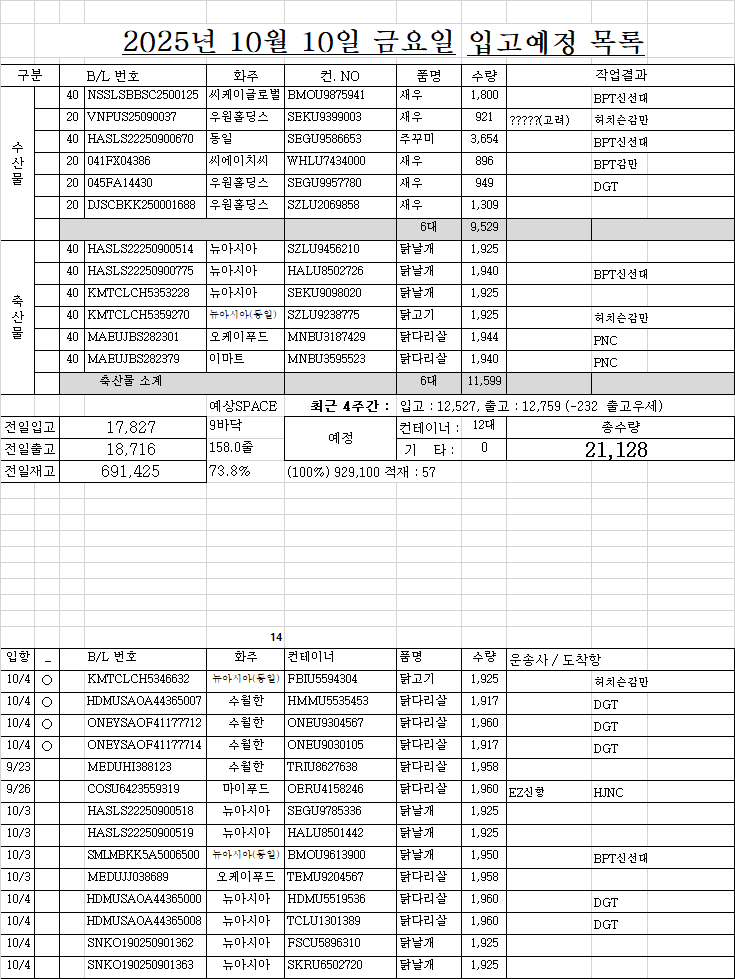 2025년 10월 10일 금요일 입고예정 목록
구분 B/L 번호 화주 컨. NO 품명 수량 작업결과
수산물
40 NSSLSBBSC2500125 씨케이글로벌 BMOU9875941 새우 1,800 BPT신선대
20 VNPUS25090037 우원홀딩스 SEKU9399003 새우 921 ?????(고려) 허치슨감만
40 HASLS22250900670 동일 SEGU9586653 주꾸미 3,654 BPT신선대
20 041FX04386 씨에이치씨 WHLU7434000 새우 896 BPT감만
20 045FA14430 우원홀딩스 SEGU9957780 새우 949 DGT
20 DJSCBKK250001688 우원홀딩스 SZLU2069858 새우 1,309
6대 9,529
축산물
40 HASLS22250900514 뉴아시아 SZLU9456210 닭날개 1,925
40 HASLS22250900775 뉴아시아 HALU8502726 닭날개 1,940 BPT신선대
40 KMTCLCH5353228 뉴아시아 SEKU9098020 닭날개 1,925
40 KMTCLCH5359270 뉴아시아(동일) SZLU9238775 닭고기 1,925 허치슨감만
40 MAEUJBS282301 오케이푸드 MNBU3187429 닭다리살 1,944 PNC
40 MAEUJBS282379 이마트 MNBU3595523 닭다리살 1,940 PNC
축산물 소계 6대 11,599
예상SPACE 최근 4주간 : 입고 : 12,527, 출고 : 12,759 (-232 출고우세)
전일입고 17,827 9바닥 예정 컨테이너 : 12대 총수량
전일출고 18,716 158.0줄 기 타 : 0 21,128
전일재고 691,425 73.8% (100%) 929,100 적재 : 57
14
입항 _ B/L 번호 화주 컨테이너 품명 수량 운송사 / 도착항
10/4 ○ KMTCLCH5346632 뉴아시아(동일) FBIU5594304 닭고기 1,925 허치슨감만
10/4 ○ HDMUSAOA44365007 수월한 HMMU5535453 닭다리살 1,917 DGT
10/4 ○ ONEYSAOF41177712 수월한 ONEU9304567 닭다리살 1,960 DGT
10/4 ○ ONEYSAOF41177714 수월한 ONEU9030105 닭다리살 1,917 DGT
9/23 MEDUHI388123 수월한 TRIU8627638 닭다리살 1,958
9/26 COSU6423559319 마이푸드 OERU4158246 닭다리살 1,960 EZ신항 HJNC
10/3 HASLS22250900518 뉴아시아 SEGU9785336 닭날개 1,925
10/3 HASLS22250900519 뉴아시아 HALU8501442 닭날개 1,925
10/3 SMLMBKK5A5006500 뉴아시아(동일) BMOU9613900 닭날개 1,950 BPT신선대
10/3 MEDUJJ038689 오케이푸드 TEMU9204567 닭다리살 1,958
10/4 HDMUSAOA44365000 뉴아시아 HDMU5519536 닭다리살 1,960 DGT
10/4 HDMUSAOA44365008 뉴아시아 TCLU1301389 닭다리살 1,960 DGT
10/4 SNKO190250901362 뉴아시아 FSCU5896310 닭날개 1,925
10/4 SNKO190250901363 뉴아시아 SKRU6502720 닭날개 1,925